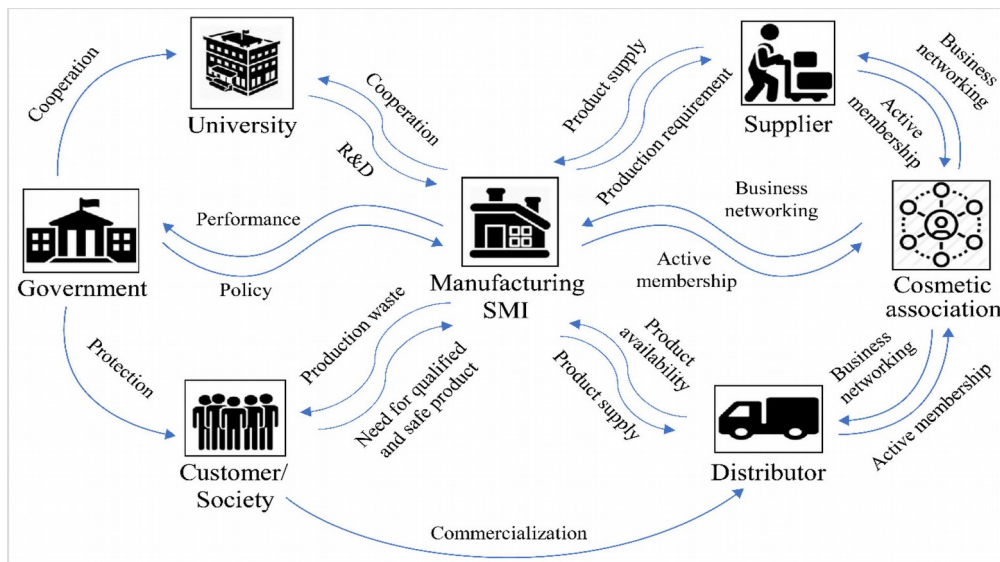 Cooperation
University
Cooperation
R&D
Product supply
Production requirement
Supplier
Business
networking
Active
membership
Government
Performance
Policy
Manufacturing
SMI
Business
networking
Active
membership
Cosmetic
association
Protection
Production waste
Need for qualified
and safe product
Product
availability
Product supply
Business
networking
Active membership
Customer/
Society
Distributor
Commercialization